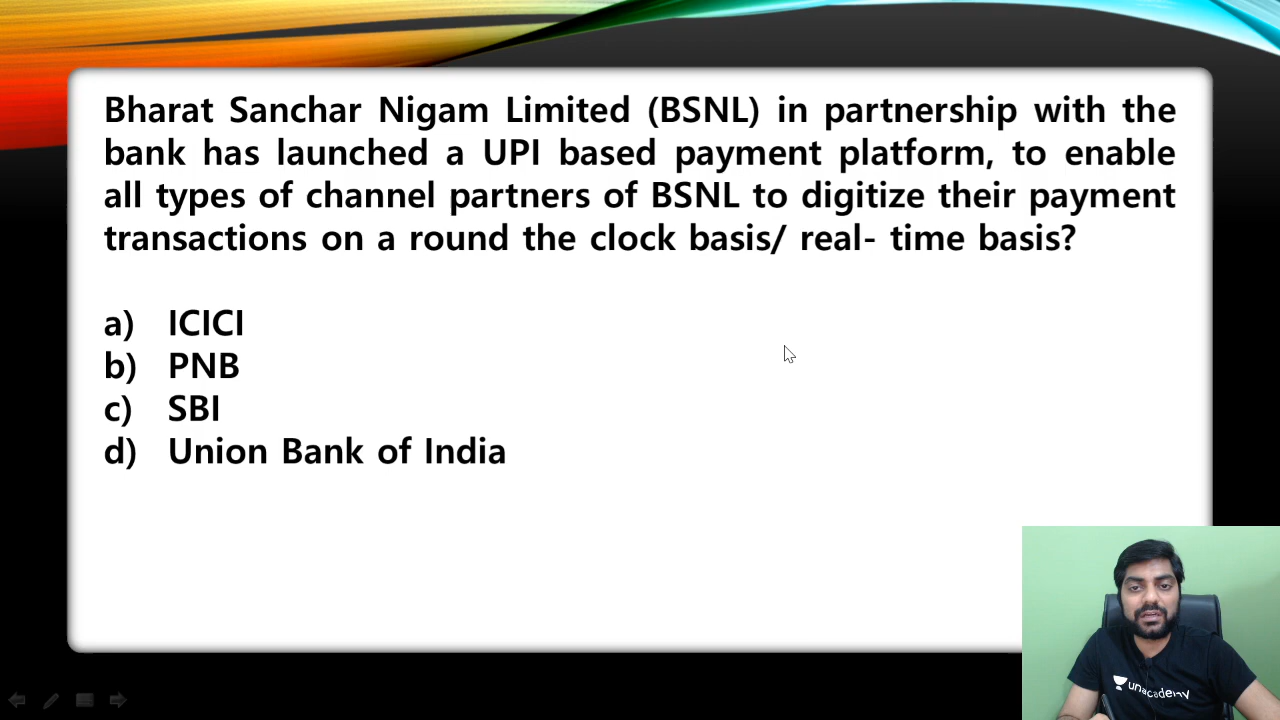 Bharat Sanchar Nigam Limited (BSNL) in partnership with the
bank has launched a UPI based payment platform, to enable
all types of channel partners of BSNL to digitize their payment
transactions on a round the clock basis/ real- time basis?
a) ICICI
b) PNB
c) SBI
d) Union Bank of India
unacademy